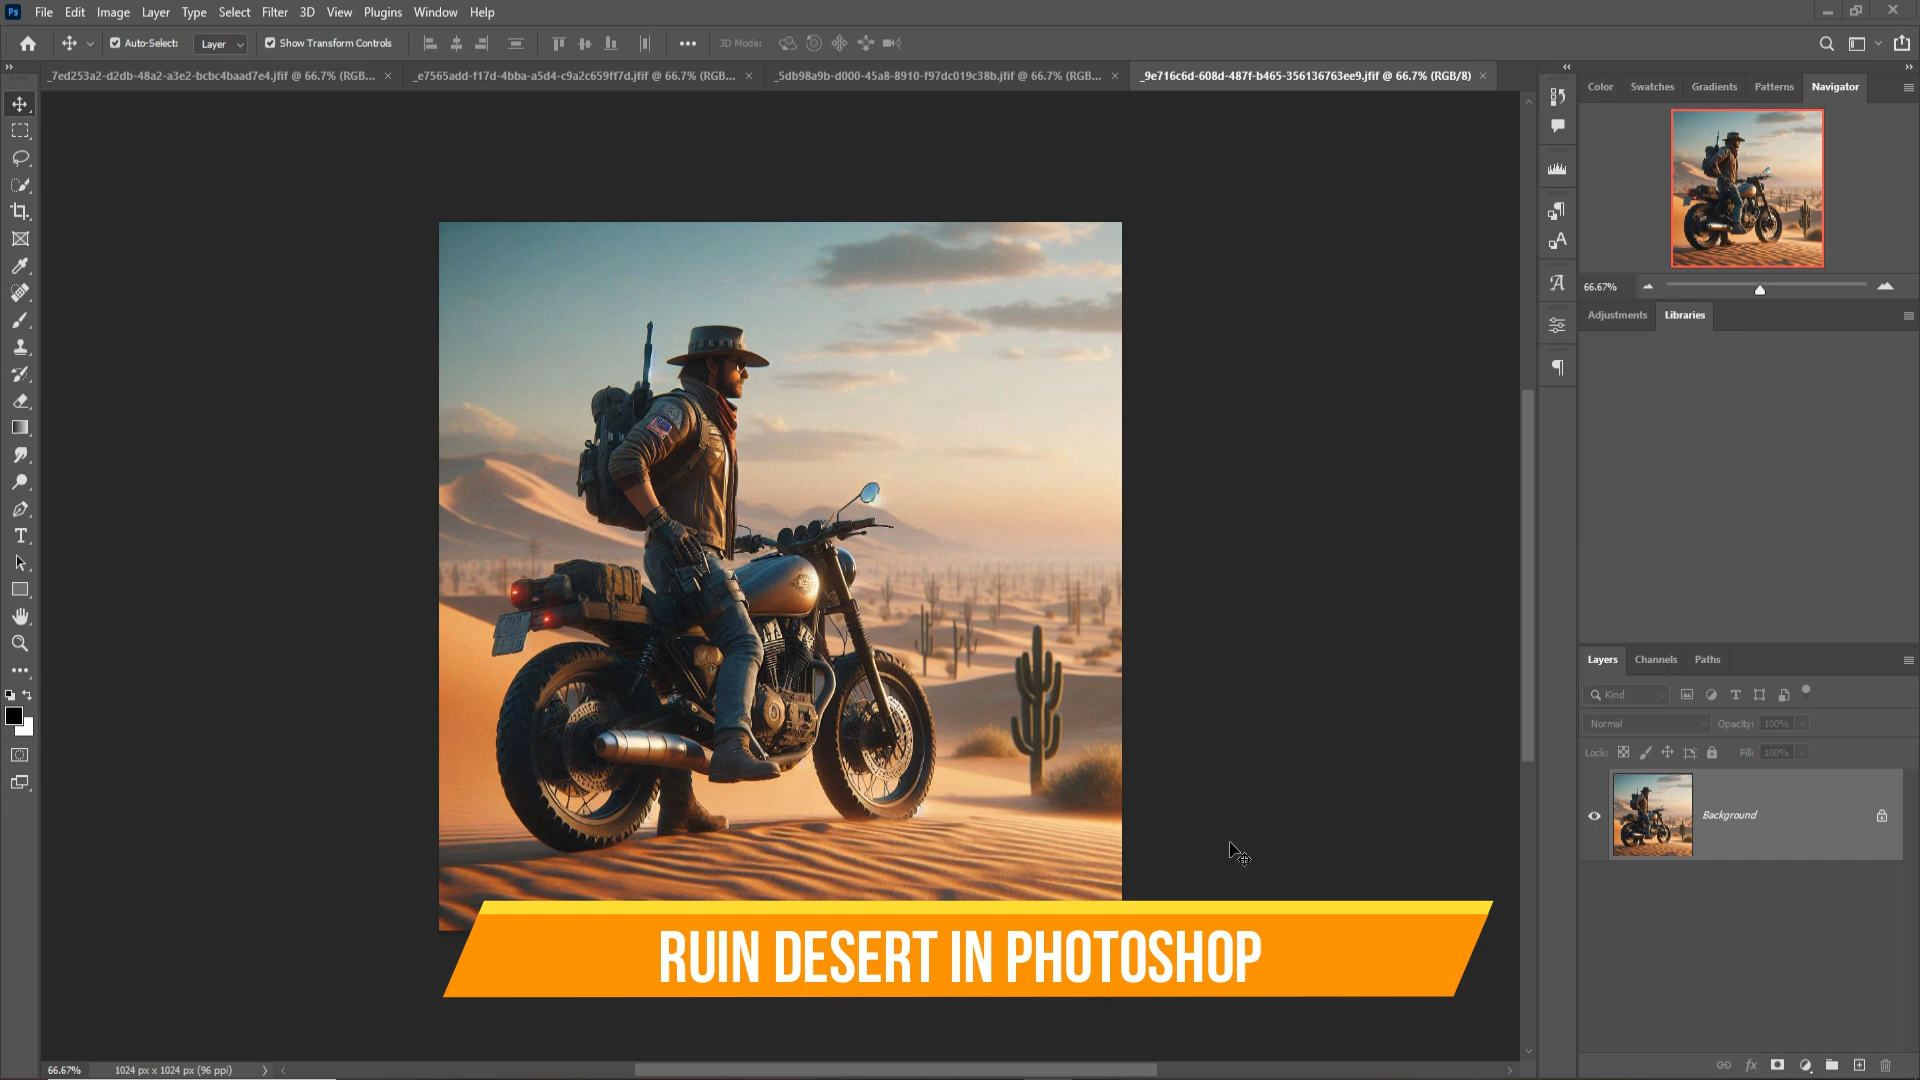 Ps File Edit Image Layer Type Select Filter 3D View Plugins Window Help
Auto-Select: Layer Show Transform Controls 3D Mode:
_7ed253a2-d2db-48a2-a3e2-bcbc4baad7e4.jfif @ 66.7% (RGB... × _e7565add-f17d-4bba-a5d4-c9a2c659ff7d.jfif @ 66.7% (RGB... × _5db98a9b-d000-45a8-8910-f97dc019c38b.jfif @ 66.7% (RGB... × _9e716c6d-608d-487f-b465-356136763ee9.jfif @ 66.7% (RGB/8) ×
Color Swatches Gradients Patterns Navigator
66.67%
Adjustments Libraries
Layers Channels Paths
Kind
Normal Opacity: 100%
Lock: Fill: 100%
Background
RUIN DESERT IN PHOTOSHOP
66.67% 1024 px x 1024 px (96 ppi)